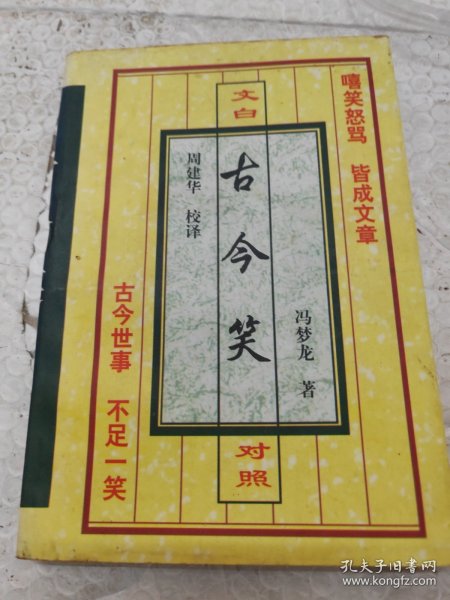 嘻笑怒骂 皆成文章
文白
古今笑
对照
冯梦龙 著
周建华 校译
古今世事 不足一笑
孔夫子旧书网
www.kongfz.com